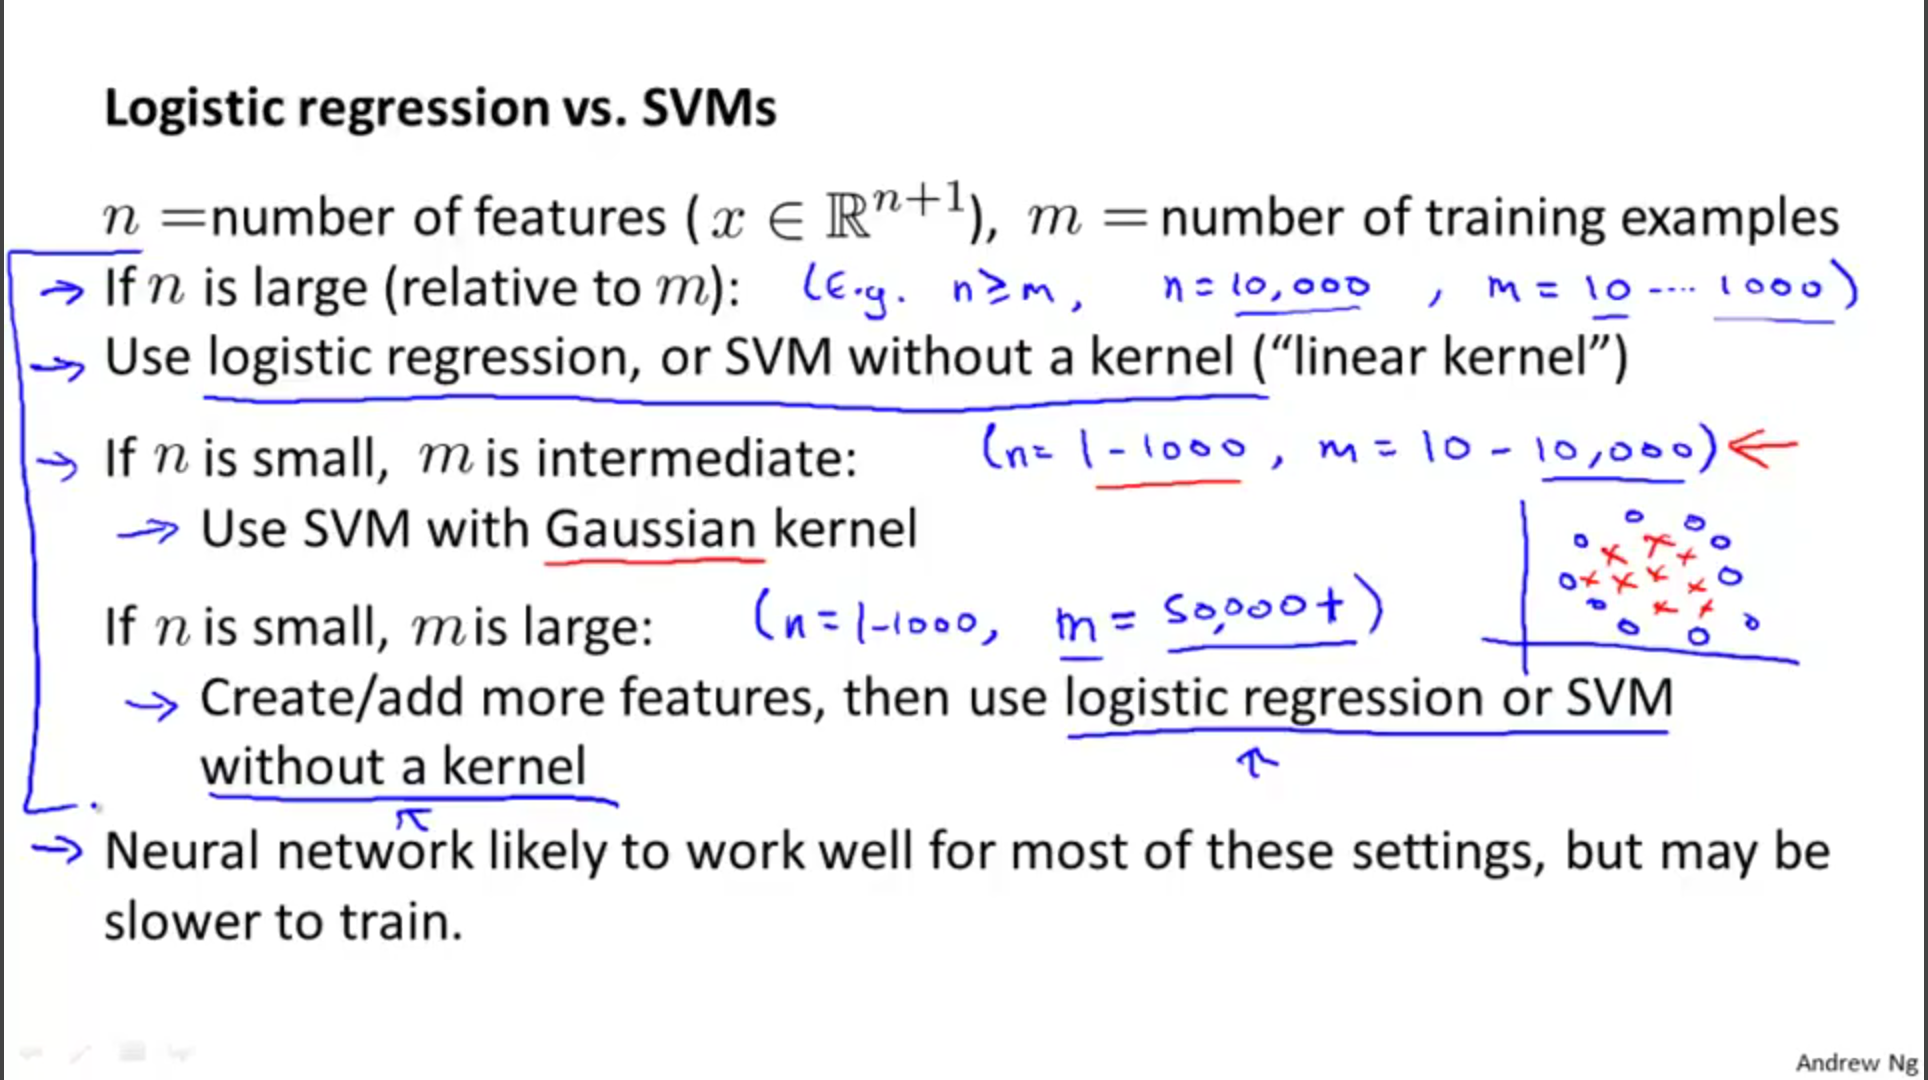 Logistic regression vs. SVMs
n =number of features ( x ∈ ℝⁿ⁺¹), m = number of training examples
→ If n is large (relative to m): (E.g. n ≥ m, n = 10,000 , m = 10 .... 1000)
→ Use logistic regression, or SVM without a kernel (“linear kernel”)
→ If n is small, m is intermediate: (n = 1 - 1000, m = 10 - 10,000) ←
→ Use SVM with Gaussian kernel
If n is small, m is large: (n = 1-1000, m = 50,000+)
→ Create/add more features, then use logistic regression or SVM
without a kernel
→ Neural network likely to work well for most of these settings, but may be
slower to train.
Andrew Ng